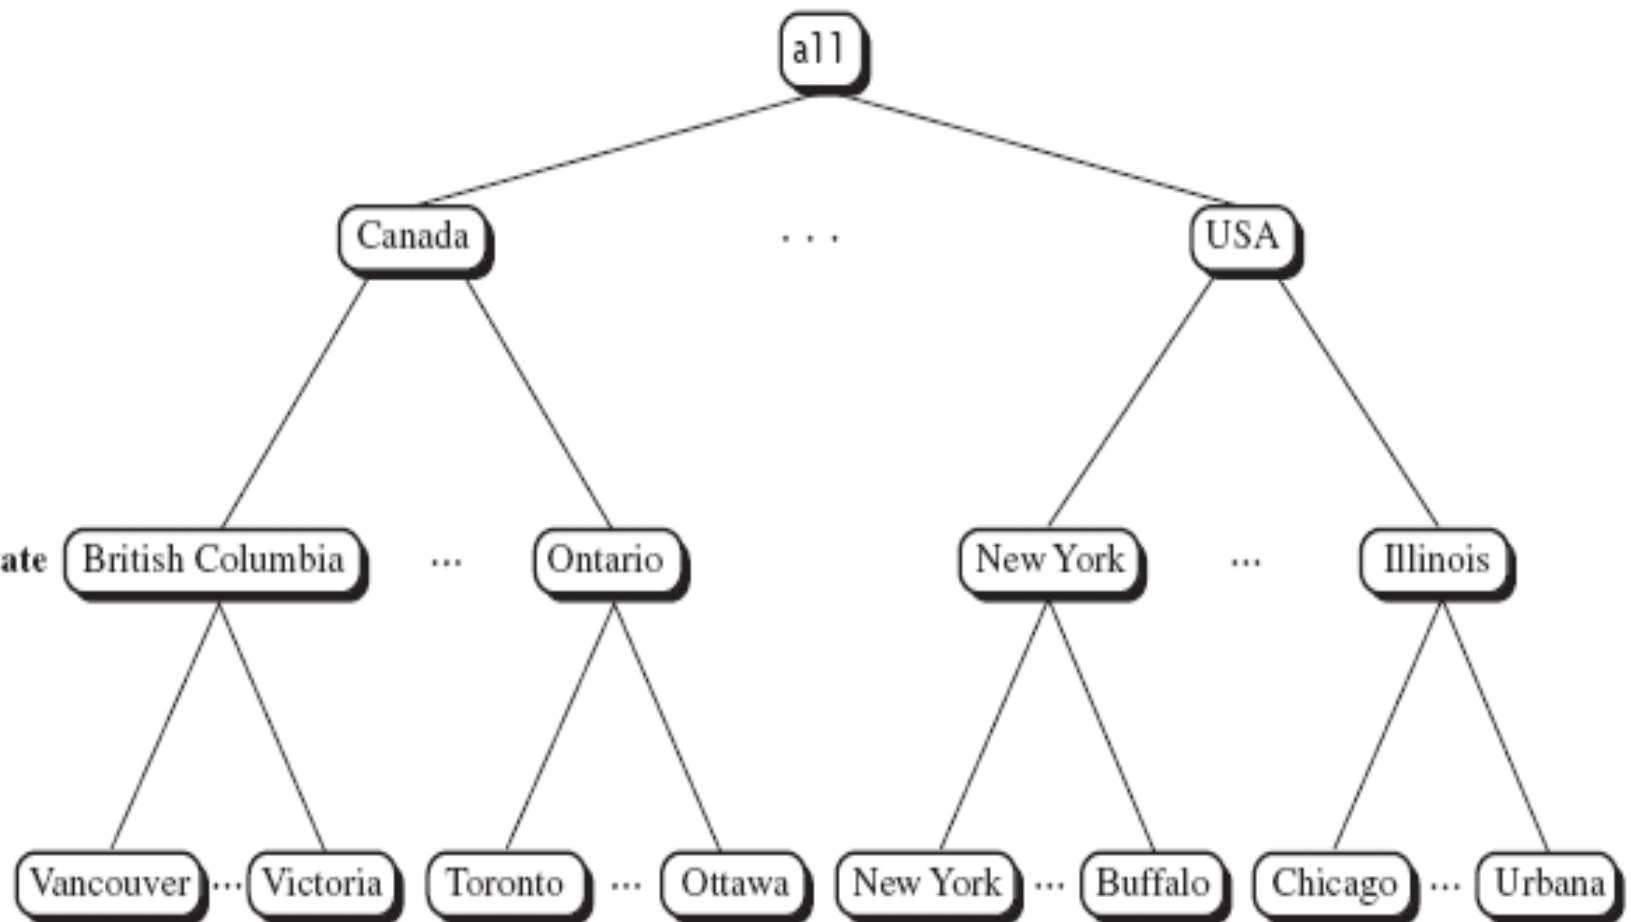 all
Canada ... USA
ate British Columbia ... Ontario New York ... Illinois
Vancouver ... Victoria Toronto ... Ottawa New York ... Buffalo Chicago ... Urbana